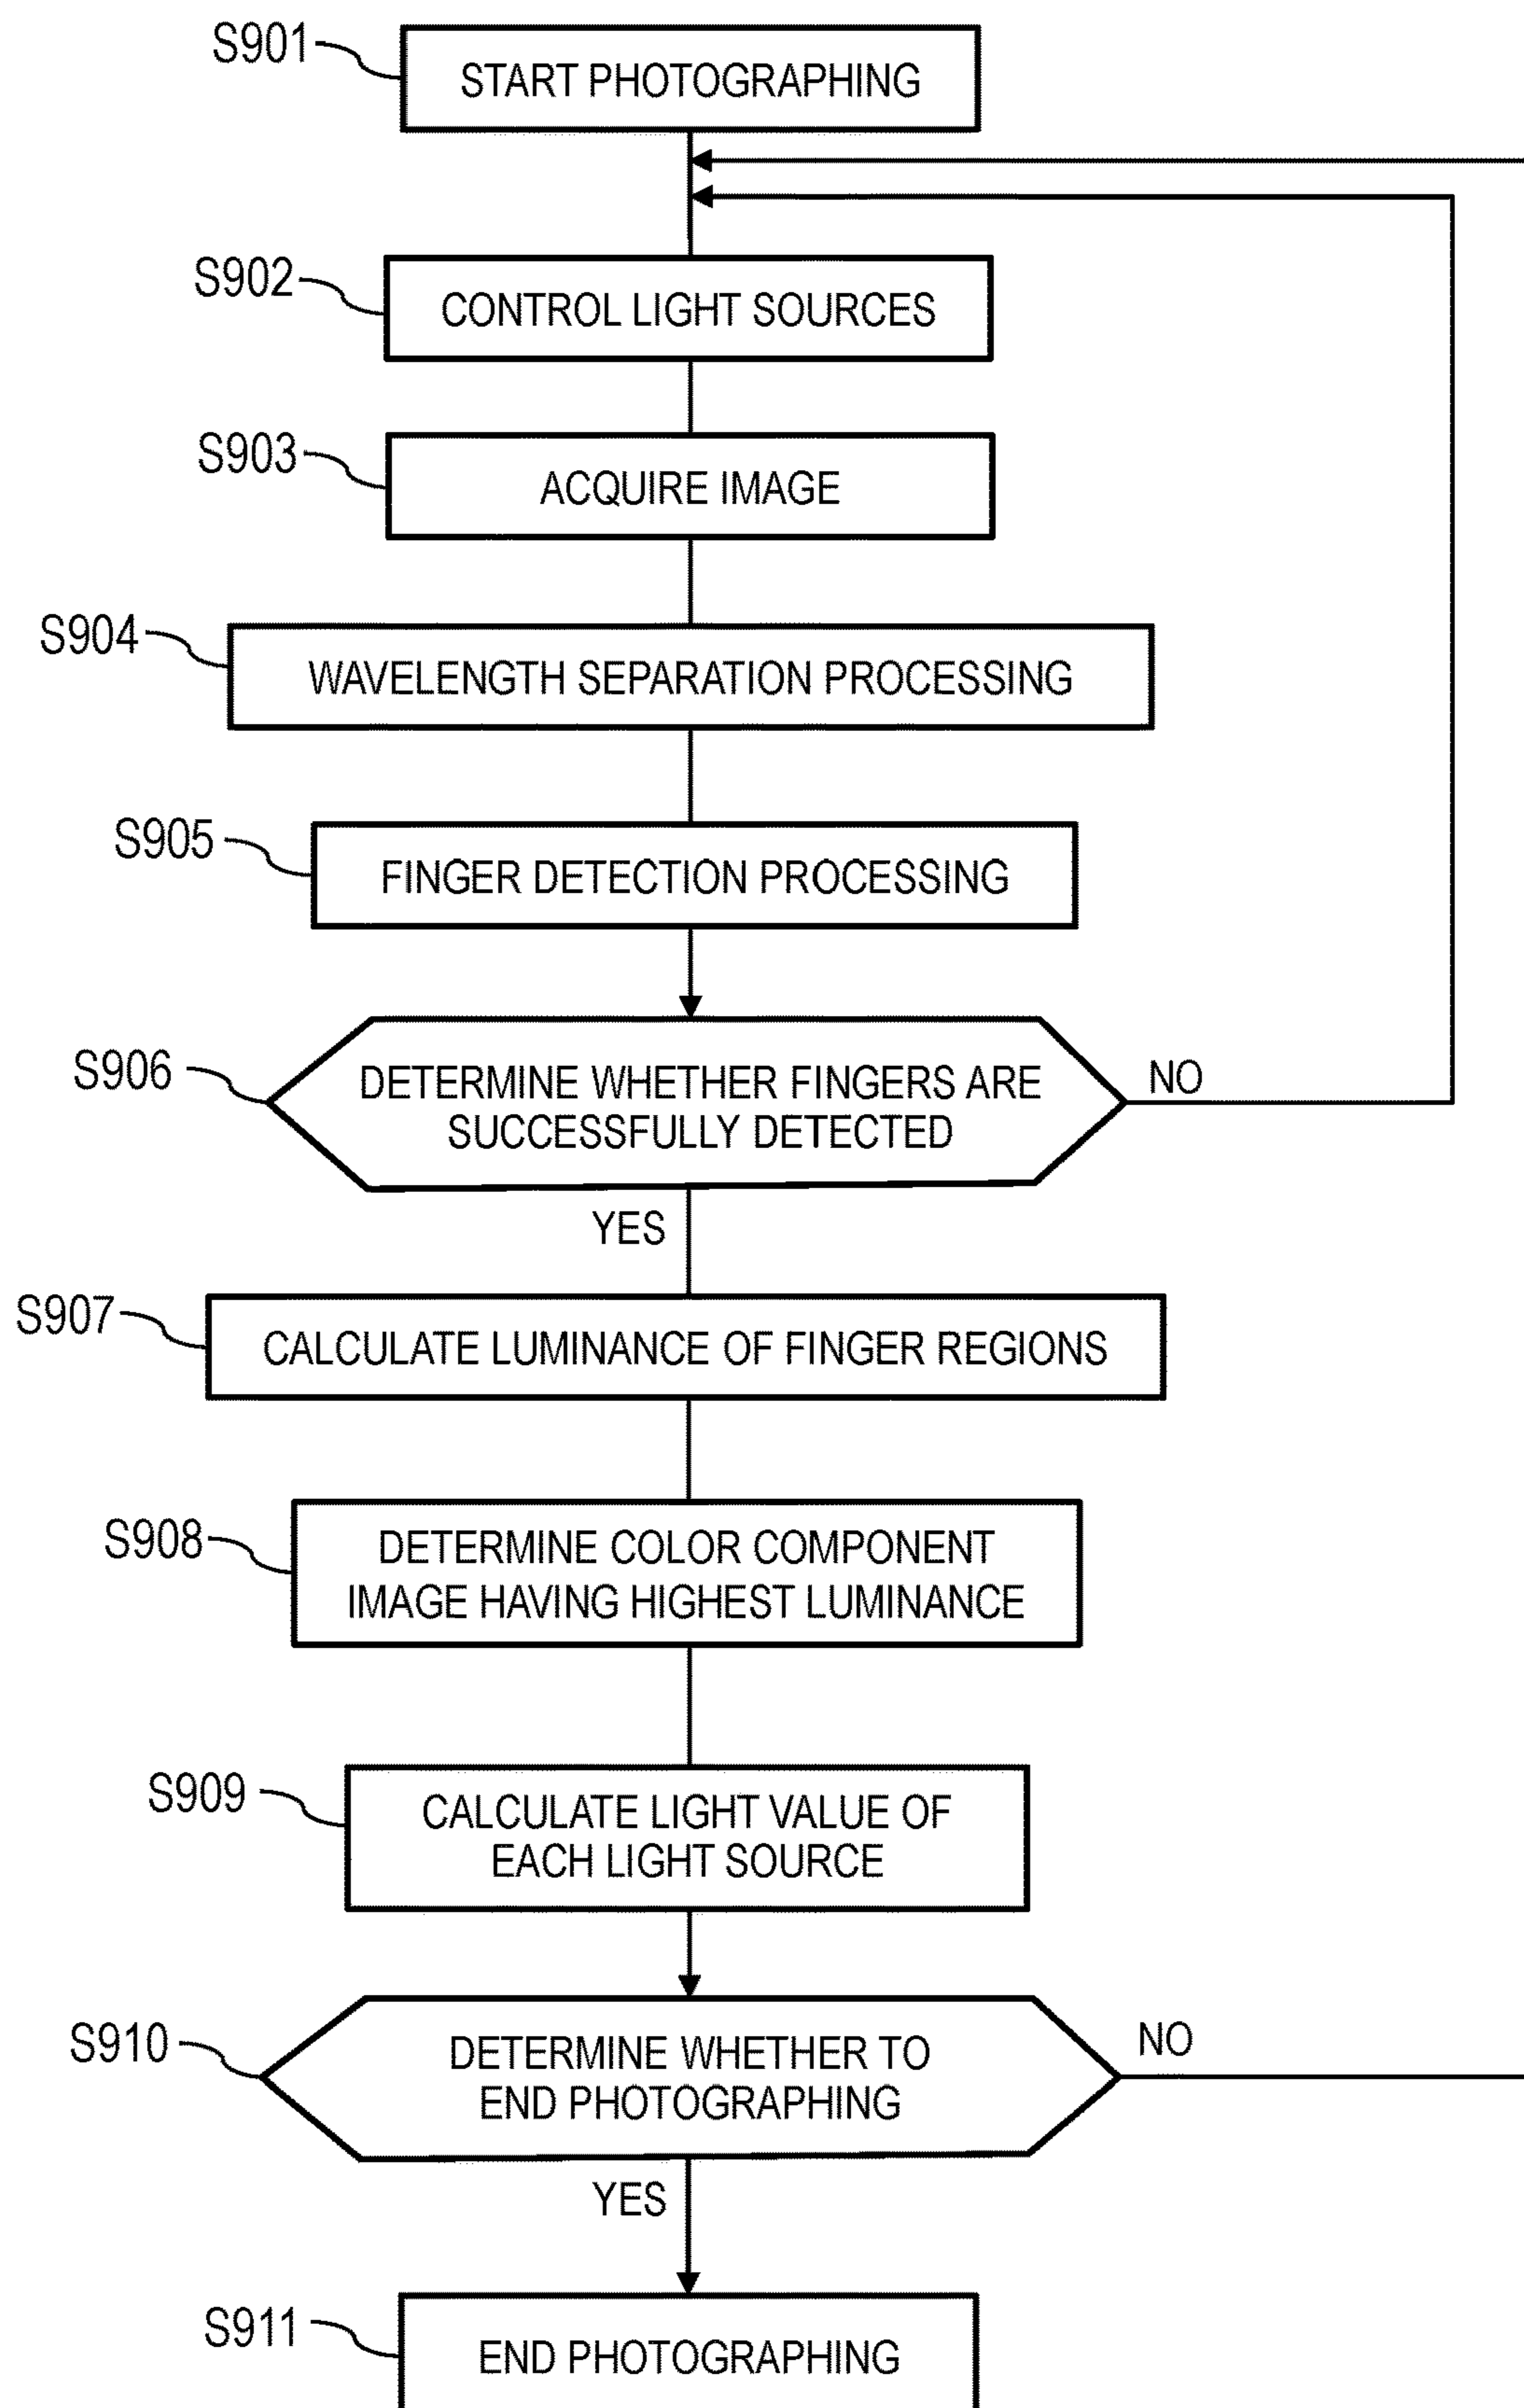 S901
START PHOTOGRAPHING
S902
CONTROL LIGHT SOURCES
S903
ACQUIRE IMAGE
S904
WAVELENGTH SEPARATION PROCESSING
S905
FINGER DETECTION PROCESSING
S906
DETERMINE WHETHER FINGERS ARE
SUCCESSFULLY DETECTED
NO
YES
S907
CALCULATE LUMINANCE OF FINGER REGIONS
S908
DETERMINE COLOR COMPONENT
IMAGE HAVING HIGHEST LUMINANCE
S909
CALCULATE LIGHT VALUE OF
EACH LIGHT SOURCE
S910
DETERMINE WHETHER TO
END PHOTOGRAPHING
NO
YES
S911
END PHOTOGRAPHING